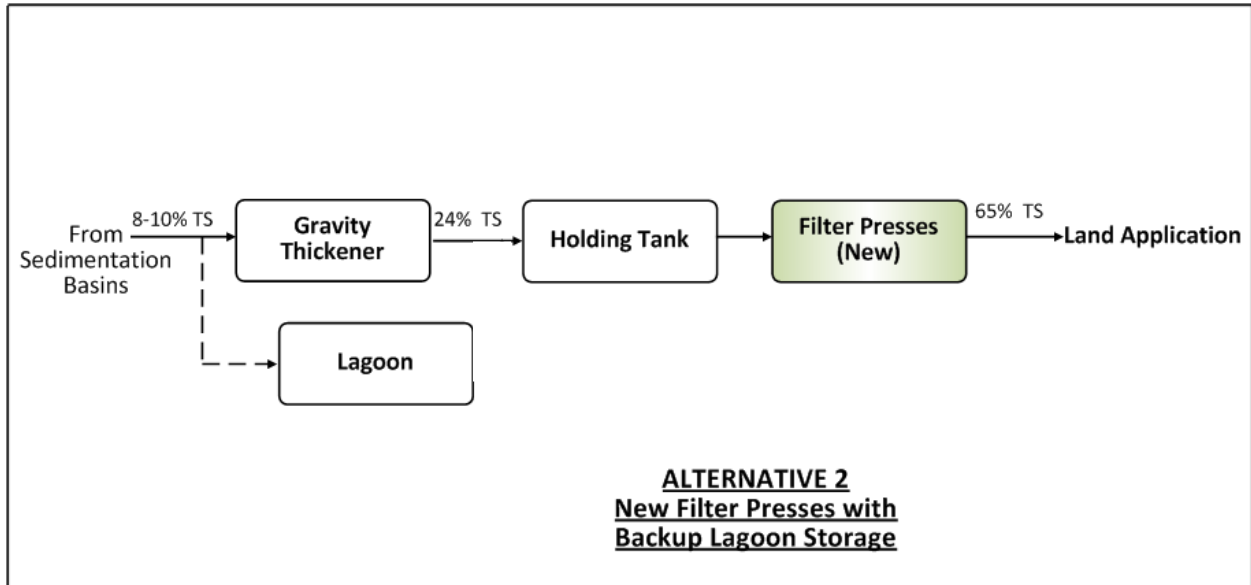 From
Sedimentation
Basins
8-10% TS
Gravity
Thickener
24% TS
Holding Tank
Filter Presses
(New)
65% TS
Land Application
Lagoon
ALTERNATIVE 2
New Filter Presses with
Backup Lagoon Storage